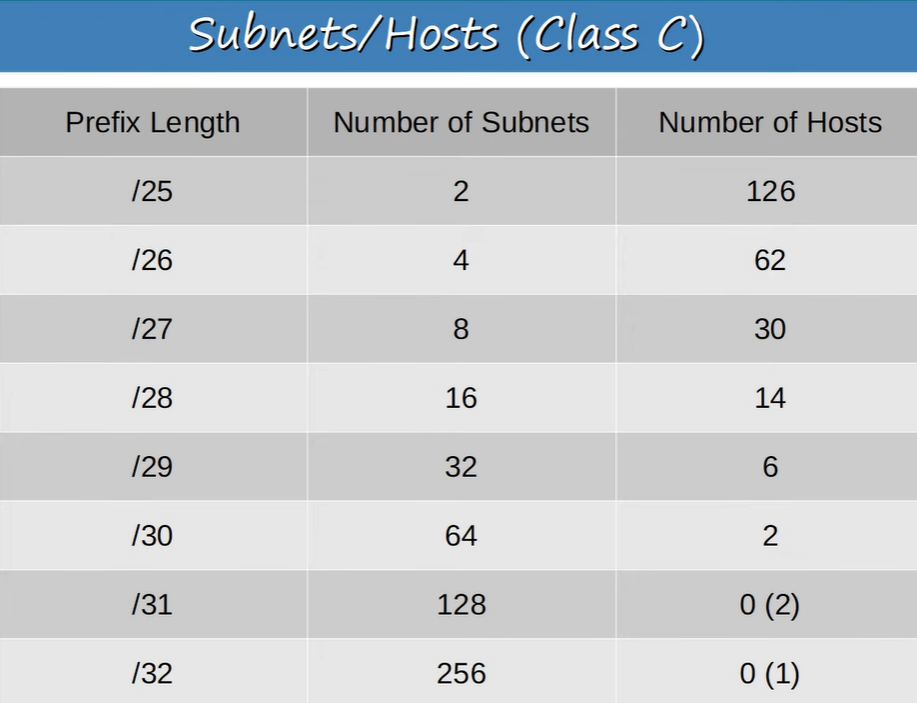 Subnets/Hosts (Class C)
Prefix Length Number of Subnets Number of Hosts
/25 2 126
/26 4 62
/27 8 30
/28 16 14
/29 32 6
/30 64 2
/31 128 0 (2)
/32 256 0 (1)